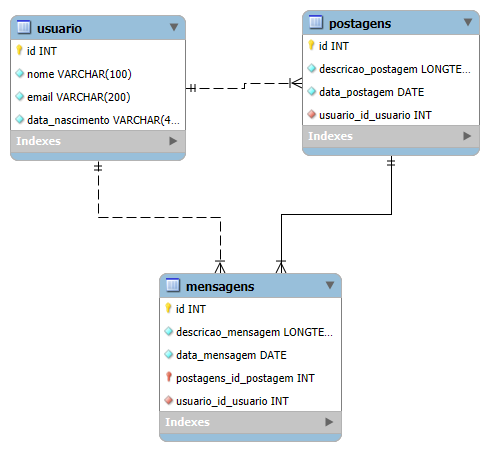 usuario
id INT
nome VARCHAR(100)
email VARCHAR(200)
data_nascimento VARCHAR(4...
Indexes
postagens
id INT
descricao_postagem LONGTE...
data_postagem DATE
usuario_id_usuario INT
Indexes
mensagens
id INT
descricao_mensagem LONGTE...
data_mensagem DATE
postagens_id_postagem INT
usuario_id_usuario INT
Indexes